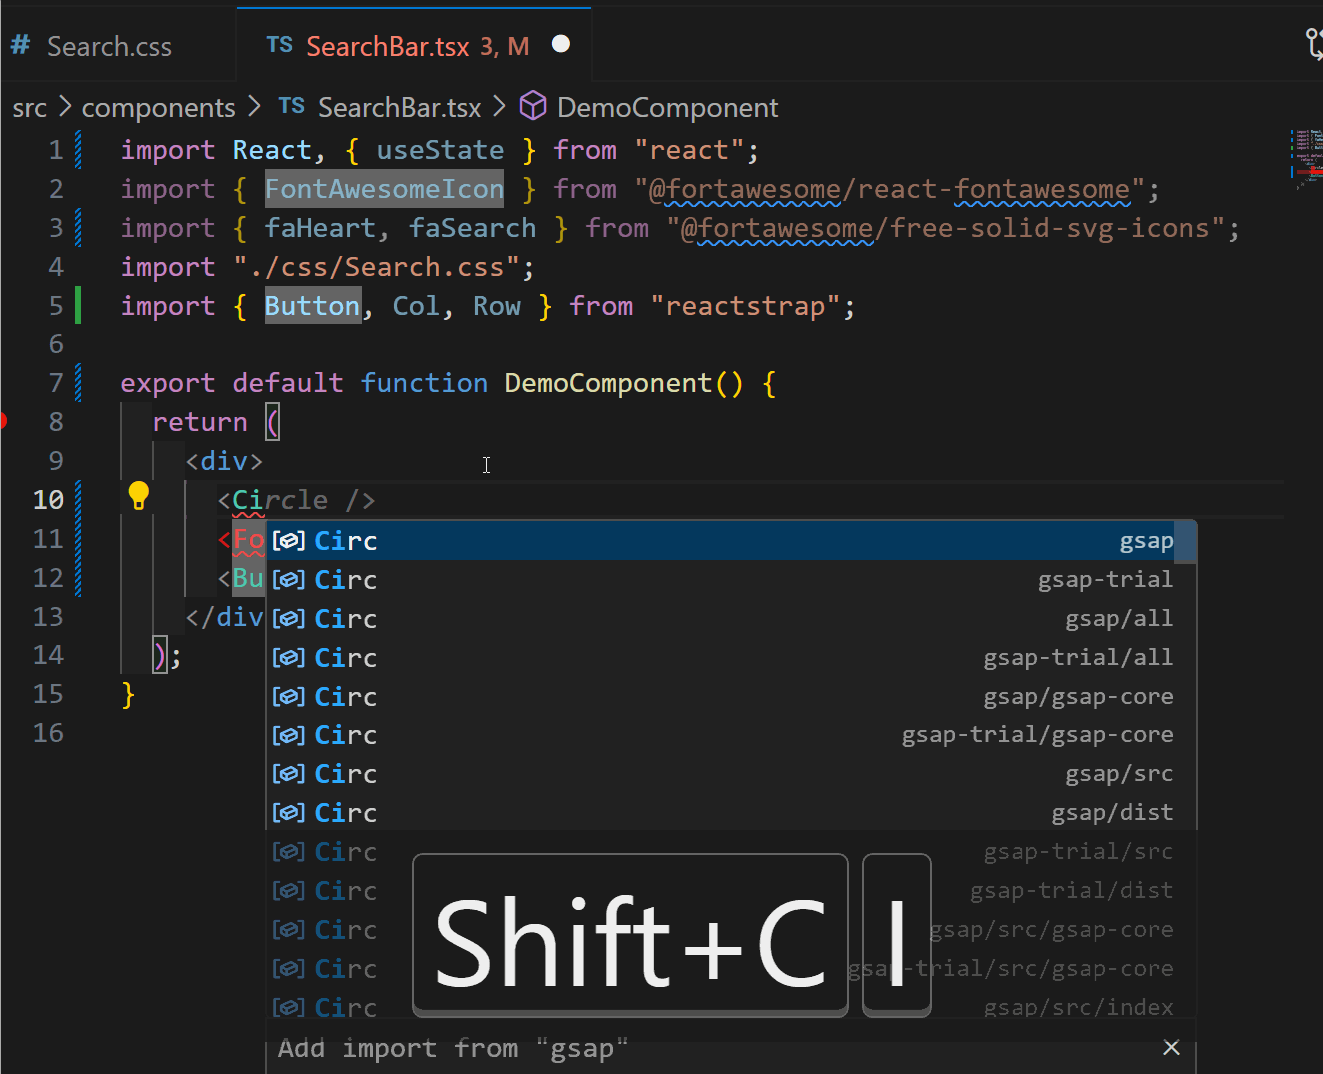 # Search.css TS SearchBar.tsx 3, M
src > components > TS SearchBar.tsx > DemoComponent
1 import React, { useState } from "react";
2 import { FontAwesomeIcon } from "@fortawesome/react-fontawesome";
3 import { faHeart, faSearch } from "@fortawesome/free-solid-svg-icons";
4 import "./css/Search.css";
5 import { Button, Col, Row } from "reactstrap";
6
7 export default function DemoComponent() {
8 return (
9 <div>
10 <Circle />
11 <Fo Circ gsap
12 <Bu Circ gsap-trial
13 </div Circ gsap/all
14 ); Circ gsap-trial/all
15 } Circ gsap/gsap-core
16 Circ gsap-trial/gsap-core
Circ gsap/src
Circ gsap/dist
Circ gsap-trial/src
Circ gsap-trial/dist
Circ gsap/src/gsap-core
Circ gsap-trial/src/gsap-core
Circ gsap/src/index
Shift+C I
Add import from "gsap"